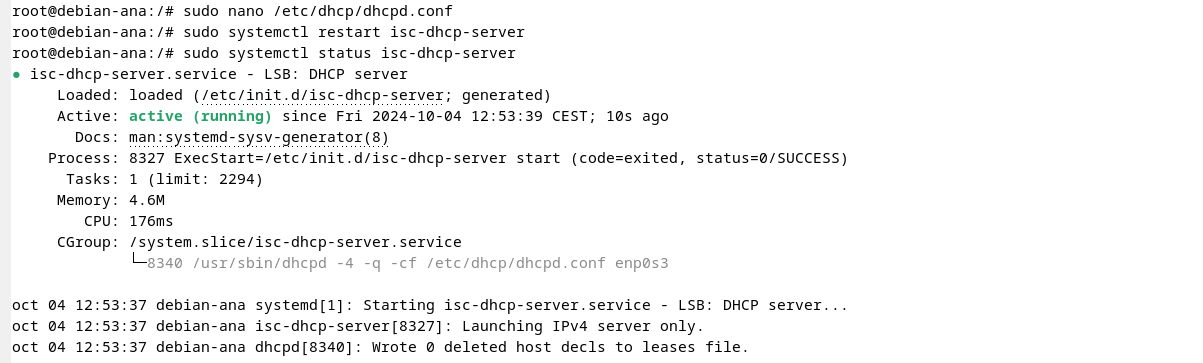 root@debian-ana:/# sudo nano /etc/dhcp/dhcpd.conf
root@debian-ana:/# sudo systemctl restart isc-dhcp-server
root@debian-ana:/# sudo systemctl status isc-dhcp-server
● isc-dhcp-server.service - LSB: DHCP server
     Loaded: loaded (/etc/init.d/isc-dhcp-server; generated)
     Active: active (running) since Fri 2024-10-04 12:53:39 CEST; 10s ago
       Docs: man:systemd-sysv-generator(8)
    Process: 8327 ExecStart=/etc/init.d/isc-dhcp-server start (code=exited, status=0/SUCCESS)
      Tasks: 1 (limit: 2294)
     Memory: 4.6M
        CPU: 176ms
     CGroup: /system.slice/isc-dhcp-server.service
             └─8340 /usr/sbin/dhcpd -4 -q -cf /etc/dhcp/dhcpd.conf enp0s3
oct 04 12:53:37 debian-ana systemd[1]: Starting isc-dhcp-server.service - LSB: DHCP server...
oct 04 12:53:37 debian-ana isc-dhcp-server[8327]: Launching IPv4 server only.
oct 04 12:53:37 debian-ana dhcpd[8340]: Wrote 0 deleted host decls to leases file.